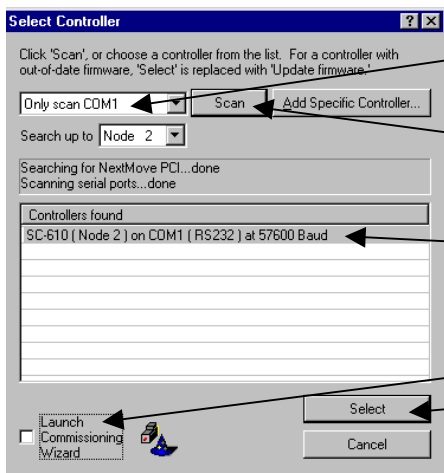 Select Controller
Click 'Scan', or choose a controller from the list. For a controller with
out-of-date firmware, 'Select' is replaced with 'Update firmware.'
Only scan COM1 Scan Add Specific Controller...
Search up to Node 2
Searching for NextMove PCI...done
Scanning serial ports...done
Controllers found
SC-610 ( Node 2 ) on COM1 ( RS232 ) at 57600 Baud
Select
Launch
Commissioning
Wizard
Cancel